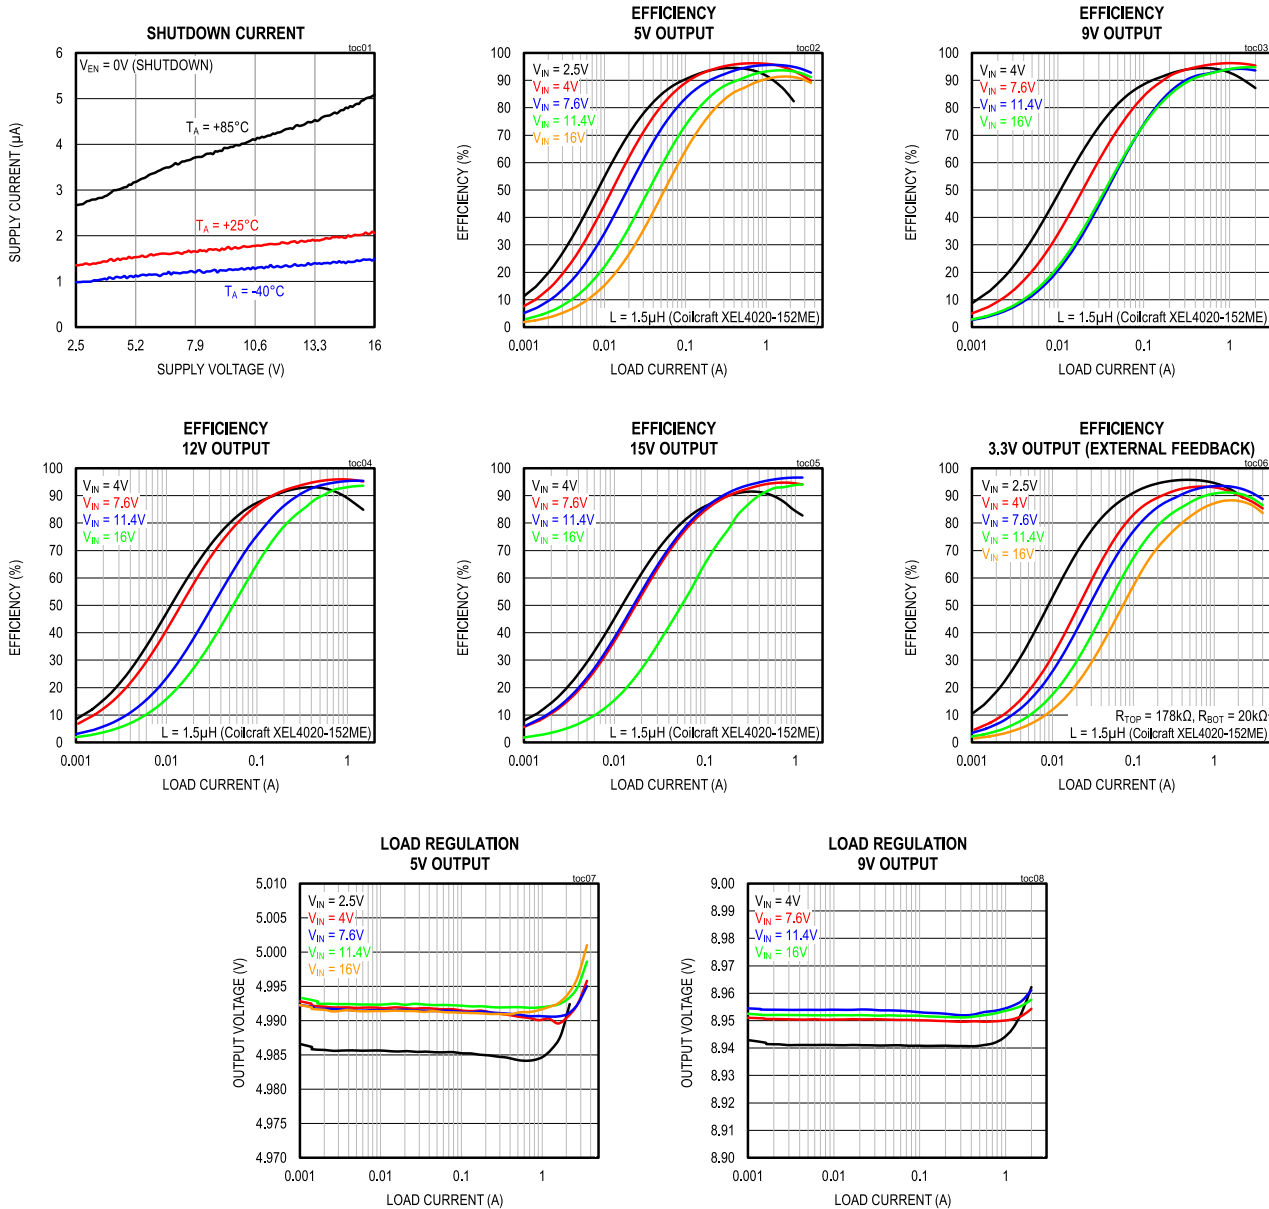 SHUTDOWN CURRENT
toc01
V_EN = 0V (SHUTDOWN)
T_A = +85°C
T_A = +25°C
T_A = -40°C
SUPPLY CURRENT (µA)
6
5
4
3
2
1
0
2.5 5.2 7.9 10.6 13.3 16
SUPPLY VOLTAGE (V)
EFFICIENCY
5V OUTPUT
toc02
V_IN = 2.5V
V_IN = 4V
V_IN = 7.6V
V_IN = 11.4V
V_IN = 16V
L = 1.5µH (Coilcraft XEL4020-152ME)
EFFICIENCY (%)
100
90
80
70
60
50
40
30
20
10
0
0.001 0.01 0.1 1
LOAD CURRENT (A)
EFFICIENCY
9V OUTPUT
toc03
V_IN = 4V
V_IN = 7.6V
V_IN = 11.4V
V_IN = 16V
L = 1.5µH (Coilcraft XEL4020-152ME)
EFFICIENCY (%)
100
90
80
70
60
50
40
30
20
10
0
0.001 0.01 0.1 1
LOAD CURRENT (A)
EFFICIENCY
12V OUTPUT
toc04
V_IN = 4V
V_IN = 7.6V
V_IN = 11.4V
V_IN = 16V
L = 1.5µH (Coilcraft XEL4020-152ME)
EFFICIENCY (%)
100
90
80
70
60
50
40
30
20
10
0
0.001 0.01 0.1 1
LOAD CURRENT (A)
EFFICIENCY
15V OUTPUT
toc05
V_IN = 4V
V_IN = 7.6V
V_IN = 11.4V
V_IN = 16V
L = 1.5µH (Coilcraft XEL4020-152ME)
EFFICIENCY (%)
100
90
80
70
60
50
40
30
20
10
0
0.001 0.01 0.1 1
LOAD CURRENT (A)
EFFICIENCY
3.3V OUTPUT (EXTERNAL FEEDBACK)
toc06
V_IN = 2.5V
V_IN = 4V
V_IN = 7.6V
V_IN = 11.4V
V_IN = 16V
R_TOP = 178kΩ, R_BOT = 20kΩ
L = 1.5µH (Coilcraft XEL4020-152ME)
EFFICIENCY (%)
100
90
80
70
60
50
40
30
20
10
0
0.001 0.01 0.1 1
LOAD CURRENT (A)
LOAD REGULATION
5V OUTPUT
toc07
V_IN = 2.5V
V_IN = 4V
V_IN = 7.6V
V_IN = 11.4V
V_IN = 16V
OUTPUT VOLTAGE (V)
5.010
5.005
5.000
4.995
4.990
4.985
4.980
4.975
4.970
0.001 0.01 0.1 1
LOAD CURRENT (A)
LOAD REGULATION
9V OUTPUT
toc08
V_IN = 4V
V_IN = 7.6V
V_IN = 11.4V
V_IN = 16V
OUTPUT VOLTAGE (V)
9.00
8.99
8.98
8.97
8.96
8.95
8.94
8.93
8.92
8.91
8.90
0.001 0.01 0.1 1
LOAD CURRENT (A)